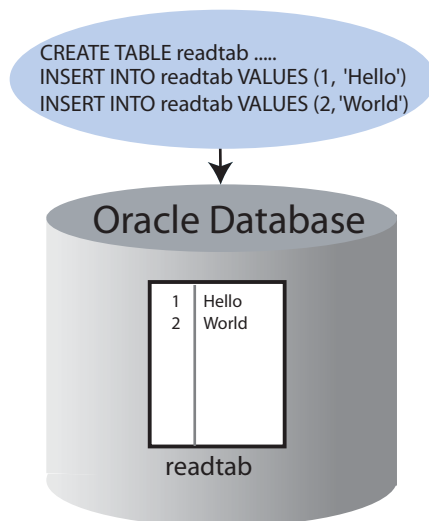 CREATE TABLE readtab .....
INSERT INTO readtab VALUES (1, 'Hello')
INSERT INTO readtab VALUES (2, 'World')
Oracle Database
1 Hello
2 World
readtab